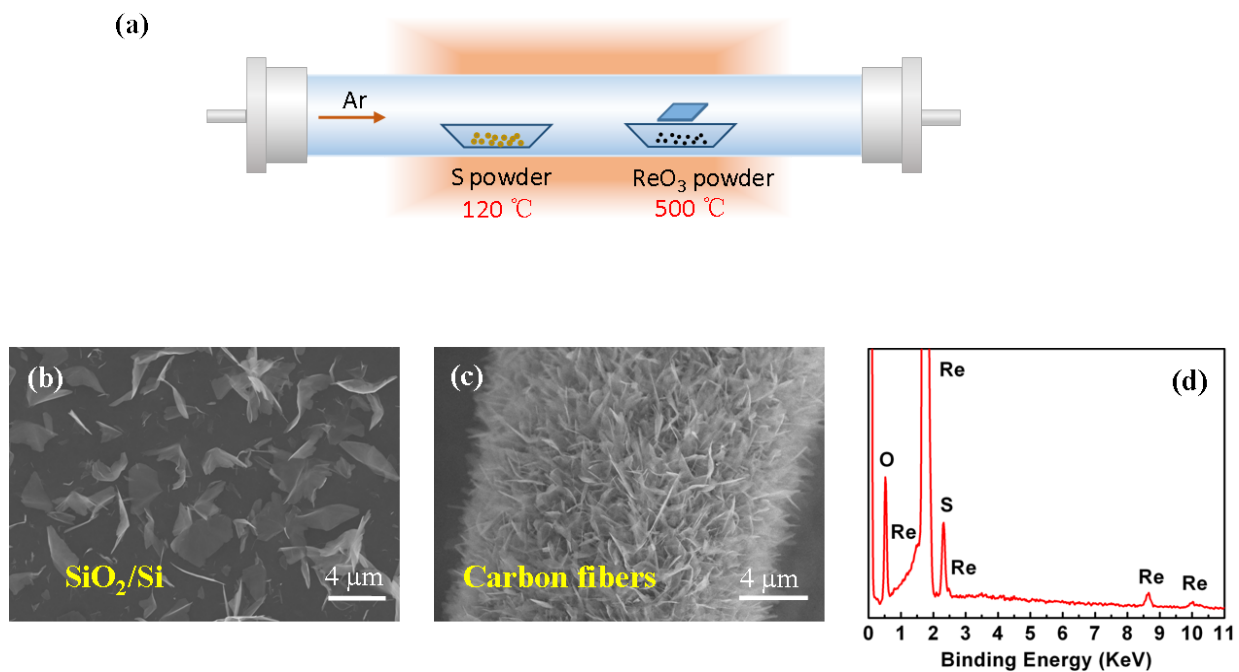 (a)
Ar
S powder
120 ℃
ReO₃ powder
500 ℃
(b)
SiO₂/Si
4 μm
(c)
Carbon fibers
4 μm
(d)
Re
O
Re
S
Re
Re
Re
0 1 2 3 4 5 6 7 8 9 10 11
Binding Energy (KeV)